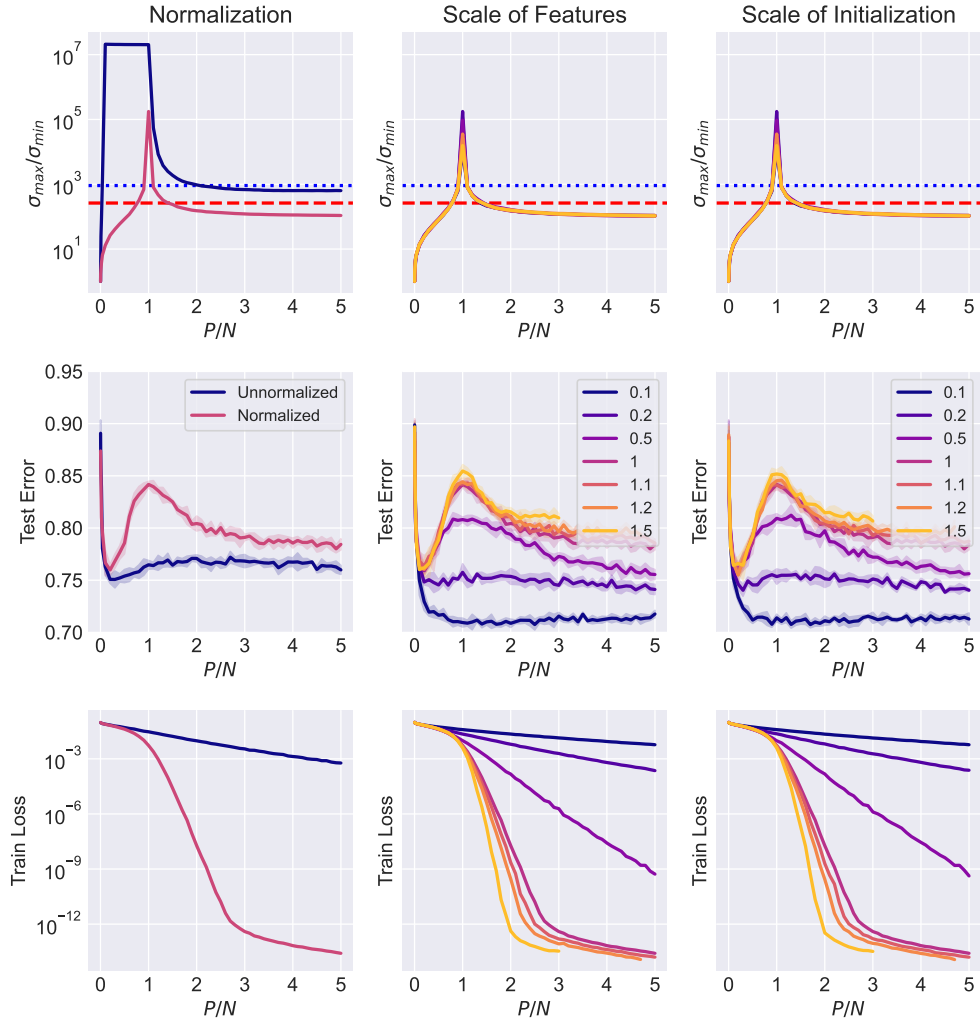 Normalization
Scale of Features
Scale of Initialization
σmax/σmin
10^7
10^5
10^3
10^1
0 1 2 3 4 5
P/N
σmax/σmin
0 1 2 3 4 5
P/N
σmax/σmin
0 1 2 3 4 5
P/N
Test Error
0.95
0.90
0.85
0.80
0.75
0.70
Unnormalized
Normalized
0 1 2 3 4 5
P/N
Test Error
0.1
0.2
0.5
1
1.1
1.2
1.5
0 1 2 3 4 5
P/N
Test Error
0.1
0.2
0.5
1
1.1
1.2
1.5
0 1 2 3 4 5
P/N
Train Loss
10^−3
10^−6
10^−9
10^−12
0 1 2 3 4 5
P/N
Train Loss
0 1 2 3 4 5
P/N
Train Loss
0 1 2 3 4 5
P/N